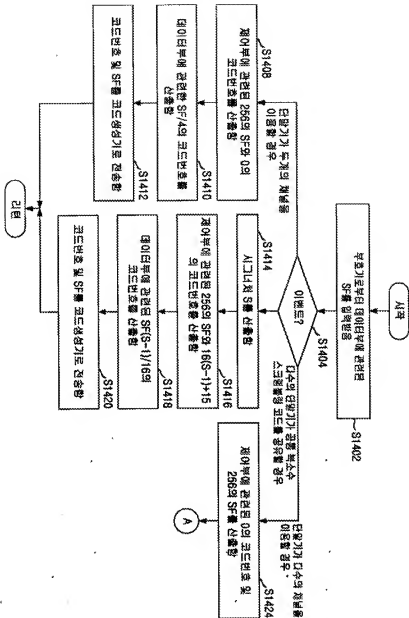 시작
부호기로부터 데이터부에 관련된
SF를 입력받음
S1402
이벤트?
S1404
단말기가 두개의 채널을
이용할 경우
S1408
제어부에 관련된 256의 SF와 0의
코드번호를 산출함
S1410
데이터부에 관련한 SF/4의 코드번호를
산출함
S1412
코드번호 및 SF를 코드생성기로 전송함
다수의 단말기가 공통 복소수
스크램블링 코드를 공유할 경우
S1414
시그너쳐 S를 산출함
S1416
제어부에 관련된 256의 SF와 16(S-1)+15
의 코드번호를 산출함
S1418
데이터부에 관련된 SF(S-1)/16의
코드번호를 산출함
S1420
코드번호 및 SF를 코드생성기로 전송함
단말기가 다수의 채널을
이용할 경우
S1424
제어부에 관련된 0의 코드번호 및
256의 SF를 산출함
A
리턴